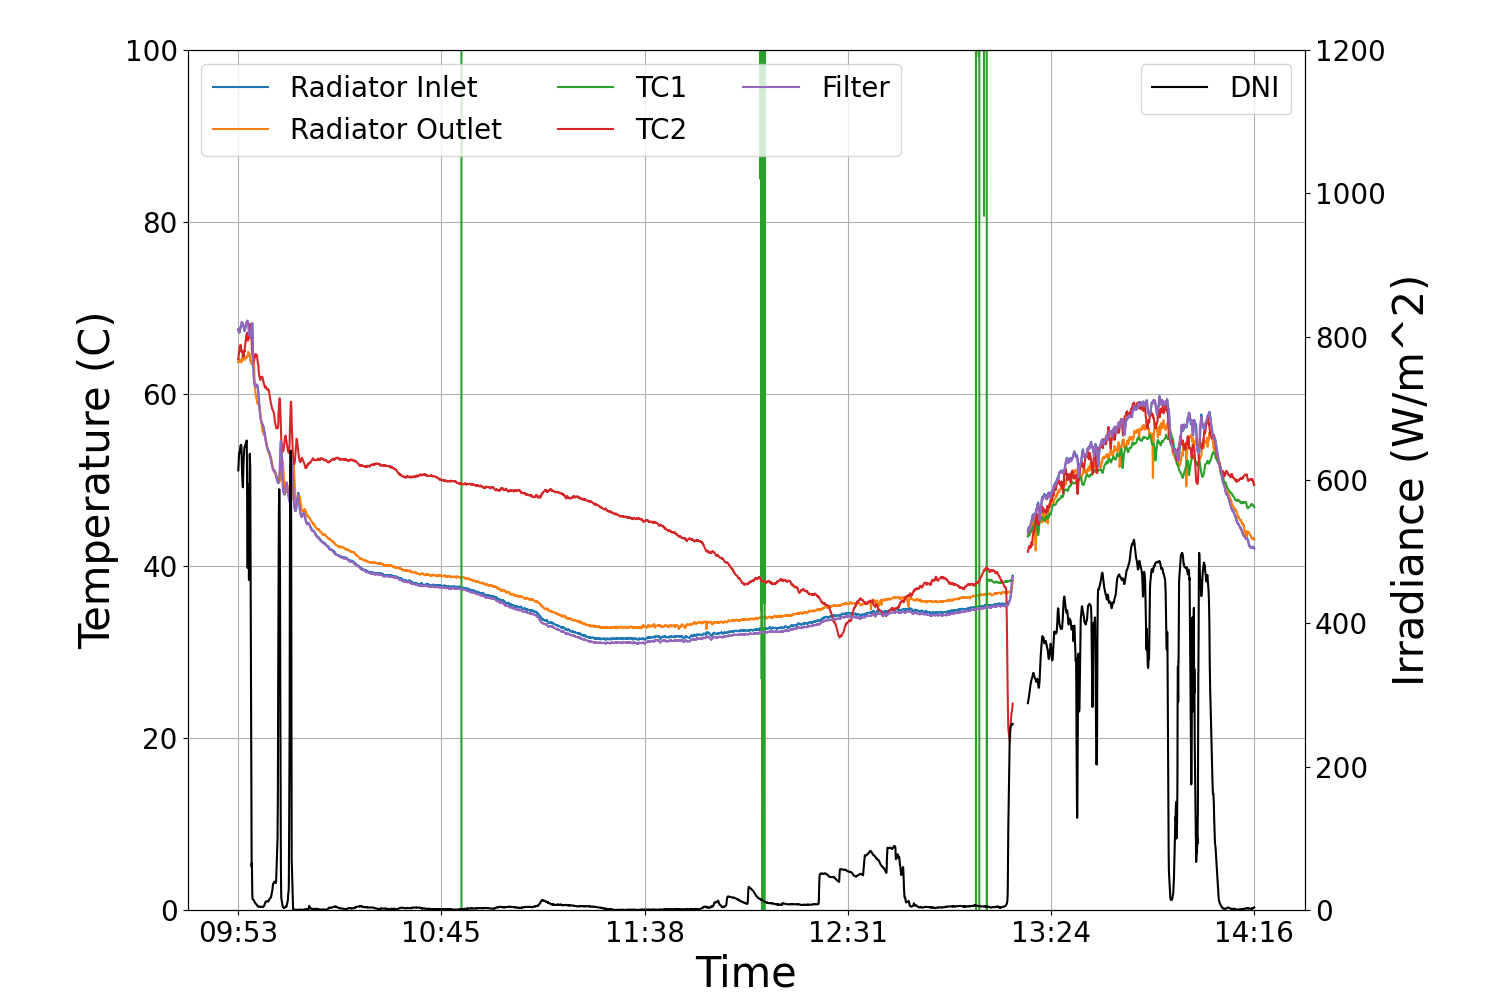 100
80
60
40
20
0
Temperature (C)
Radiator Inlet
Radiator Outlet
TC1
TC2
Filter
DNI
1200
1000
800
600
400
200
0
Irradiance (W/m^2)
09:53 10:45 11:38 12:31 13:24 14:16
Time